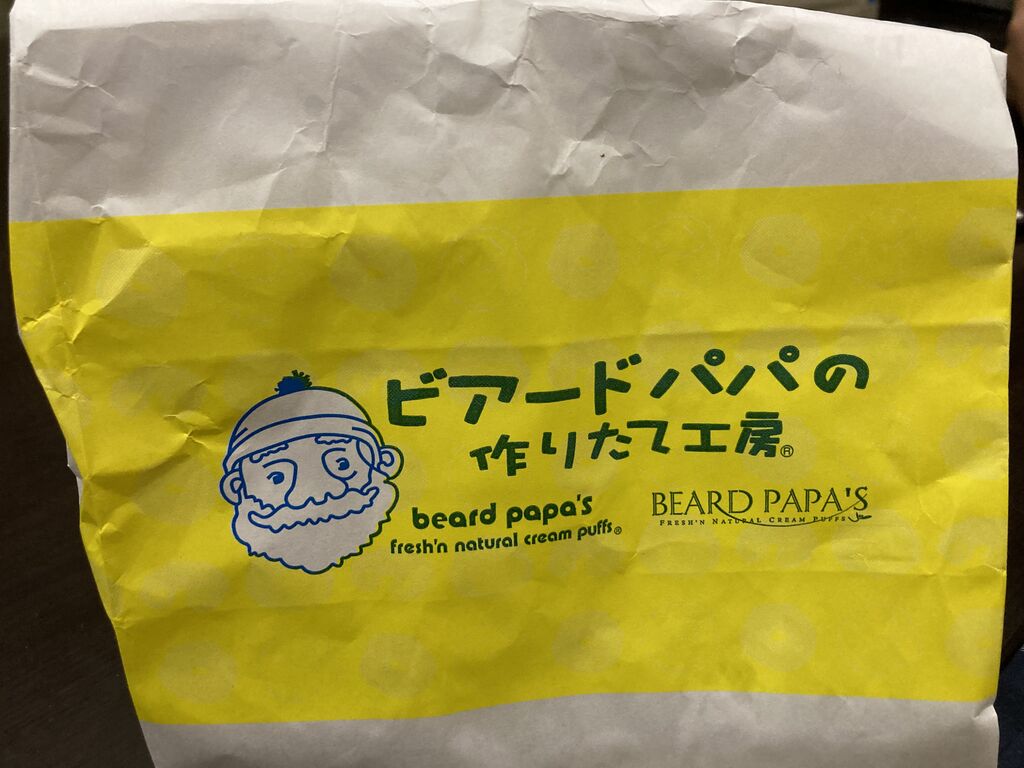 ビアードパパの
作りたて工房®
beard papa's
fresh'n natural cream puffs®
BEARD PAPA'S
FRESH'N NATURAL CREAM PUFFS